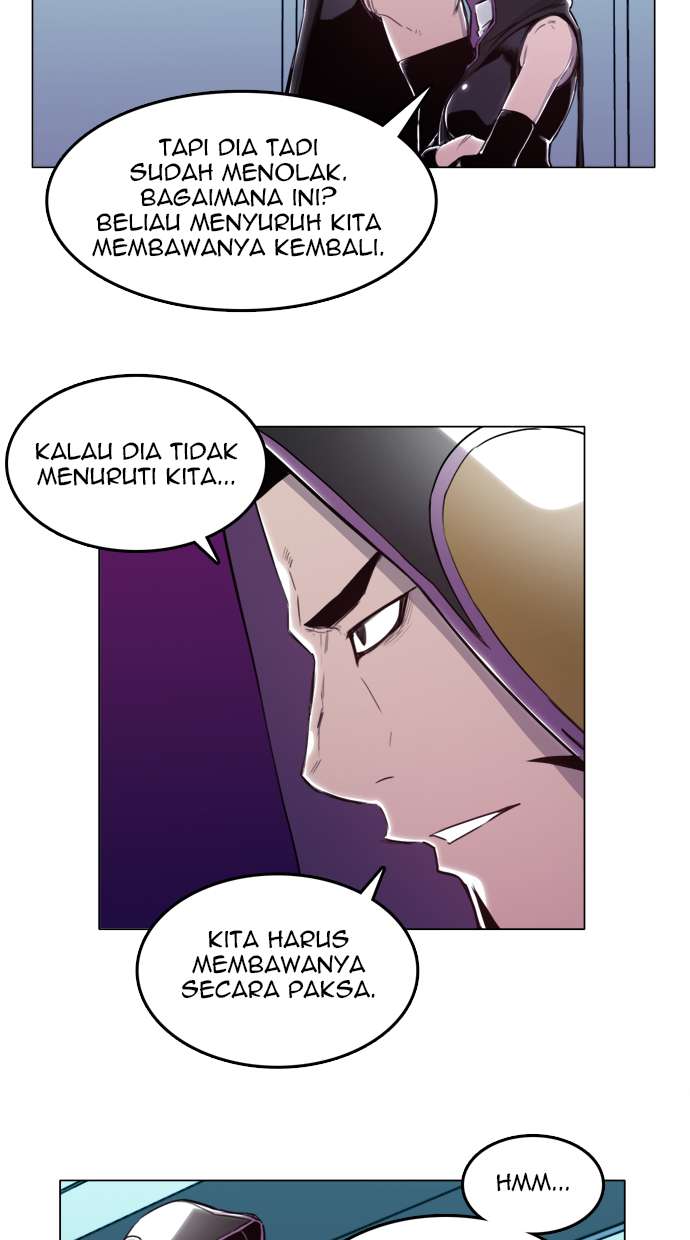 TAPI DIA TADI
SUDAH MENOLAK.
BAGAIMANA INI?
BELIAU MENYURUH KITA
MEMBAWANYA KEMBALI.
KALAU DIA TIDAK
MENURUTI KITA...
KITA HARUS
MEMBAWANYA
SECARA PAKSA.
HMM...